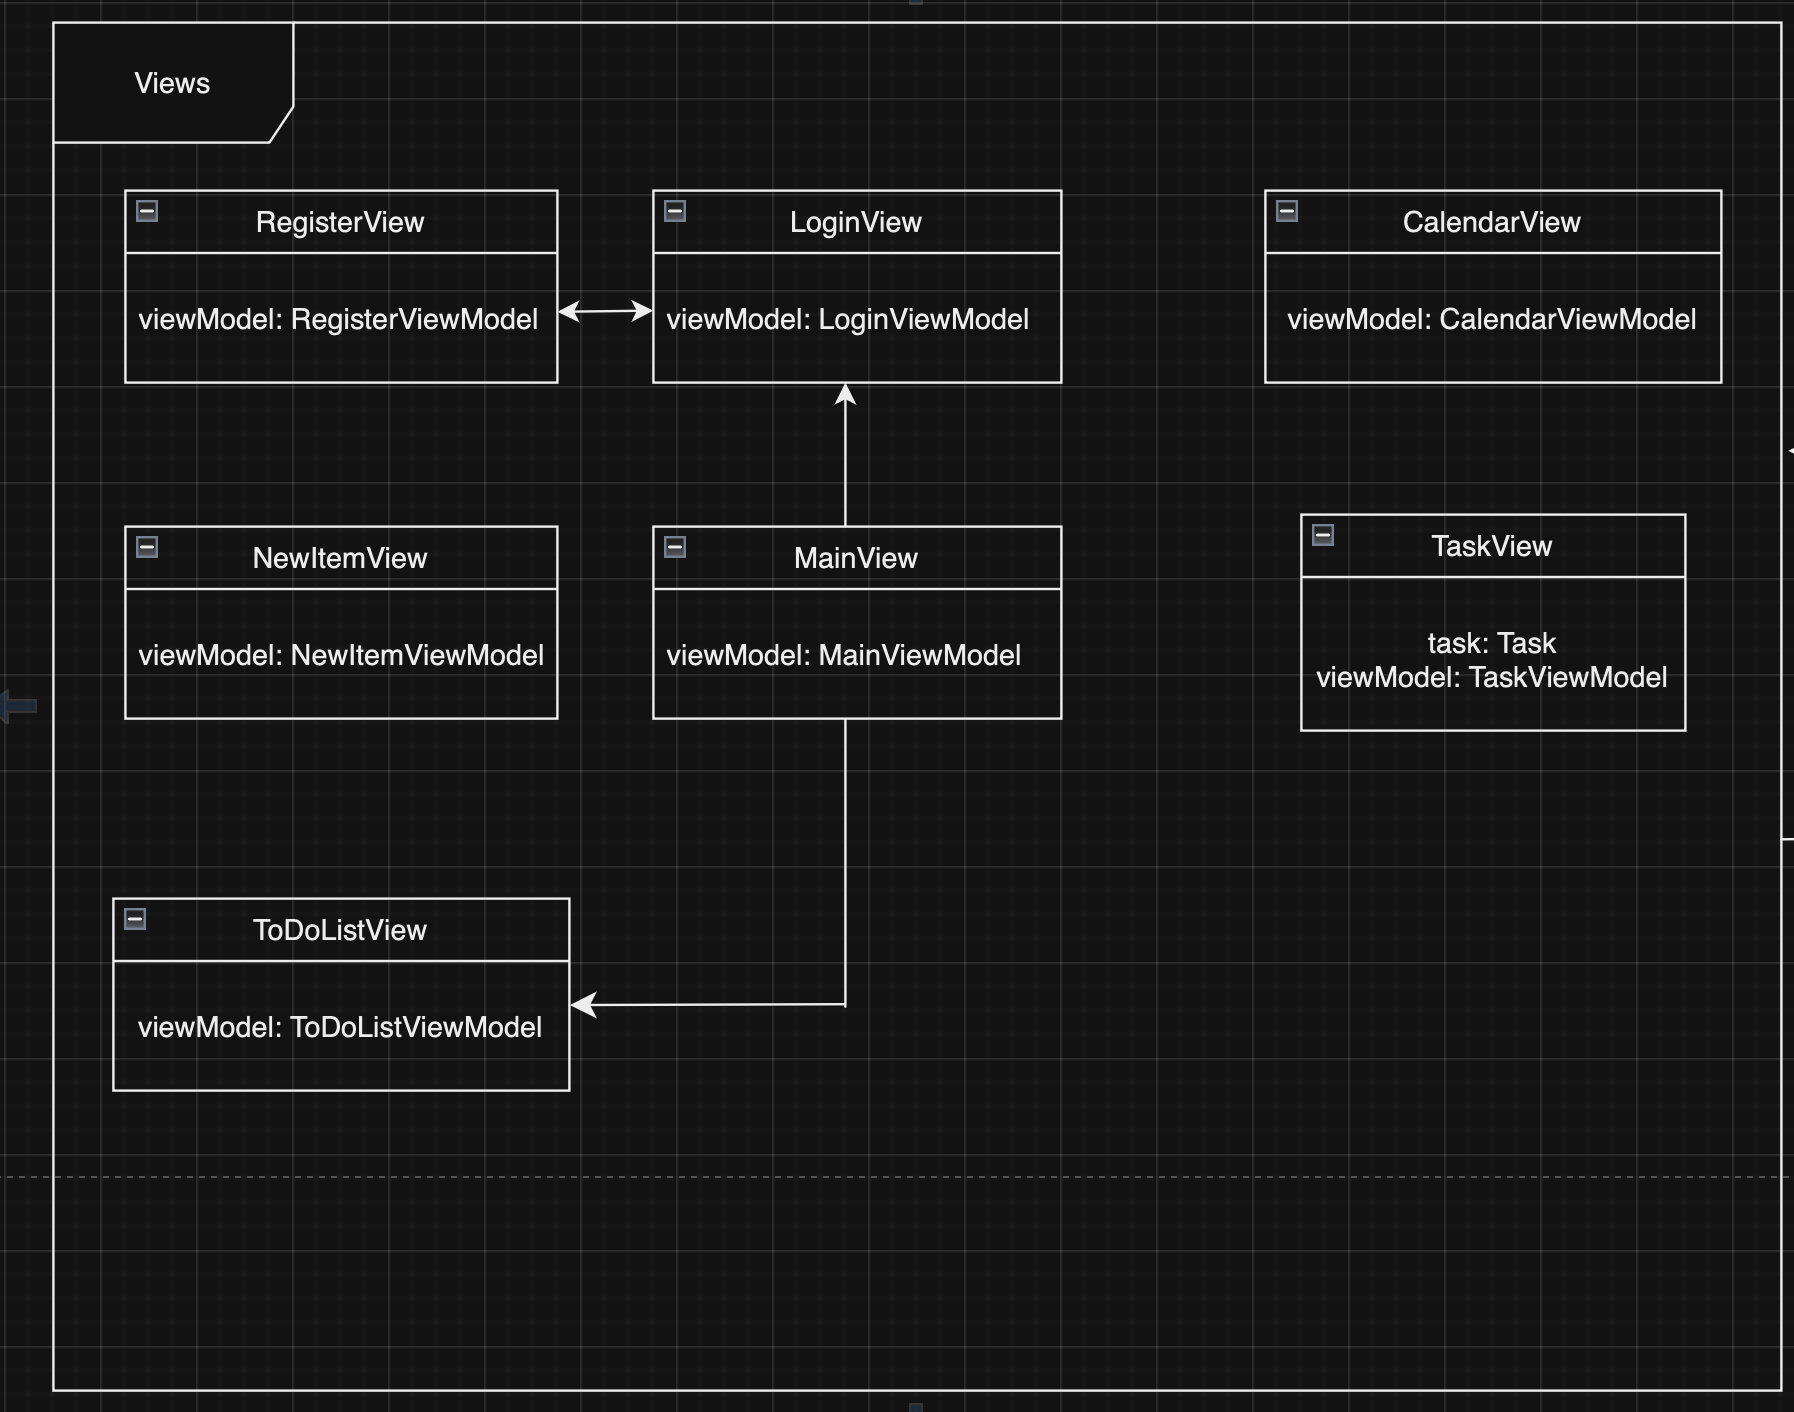 Views
RegisterView
viewModel: RegisterViewModel
LoginView
viewModel: LoginViewModel
CalendarView
viewModel: CalendarViewModel
NewItemView
viewModel: NewItemViewModel
MainView
viewModel: MainViewModel
TaskView
task: Task
viewModel: TaskViewModel
ToDoListView
viewModel: ToDoListViewModel